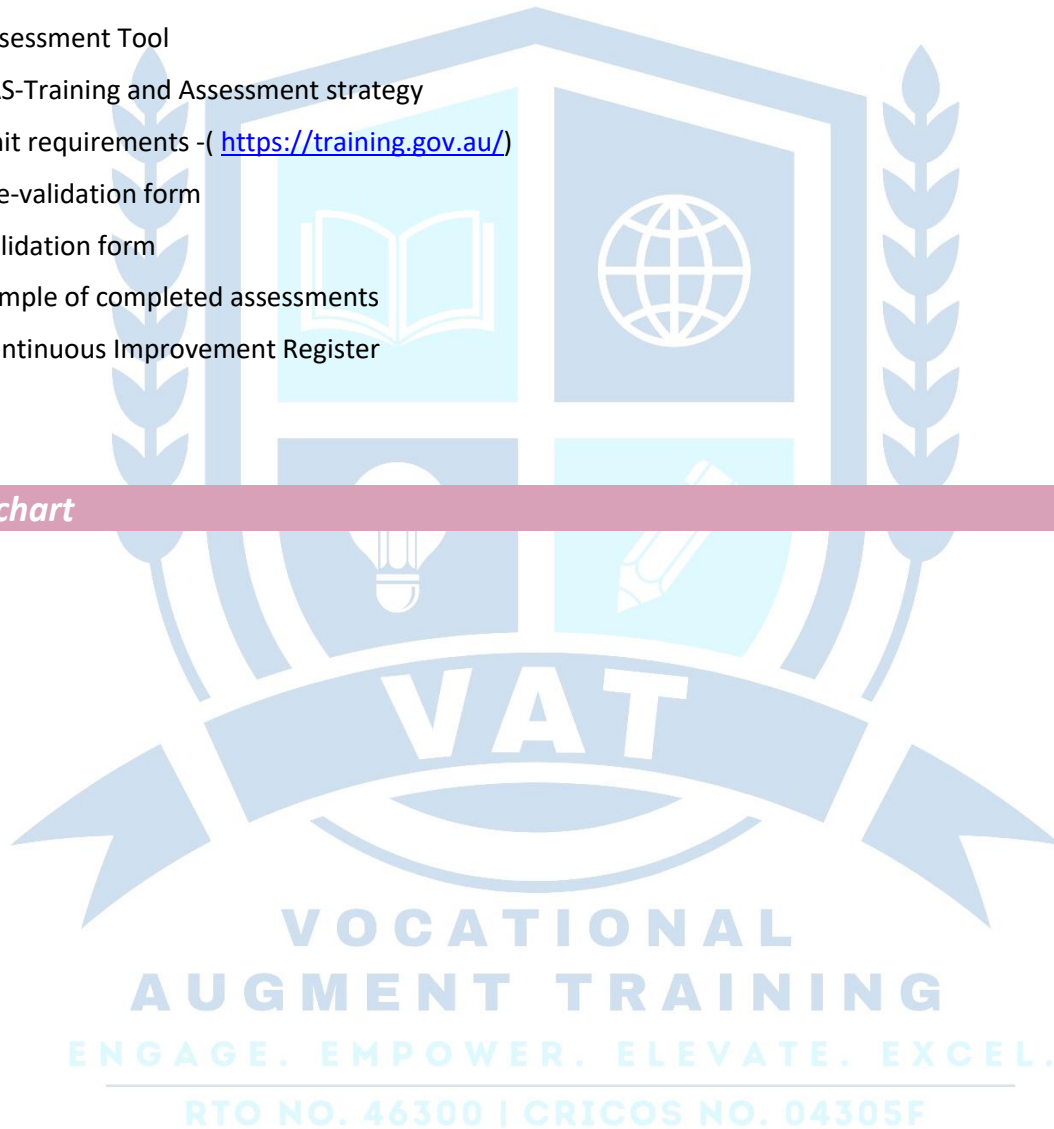 sessment Tool
AS-Training and Assessment strategy
nit requirements -( https://training.gov.au/)
e-validation form
lidation form
mple of completed assessments
ntinuous Improvement Register
chart
VAT
VOCATIONAL
AUGMENT TRAINING
ENGAGE. EMPOWER. ELEVATE. EXCEL.
RTO NO. 46300 | CRICOS NO. 04305F